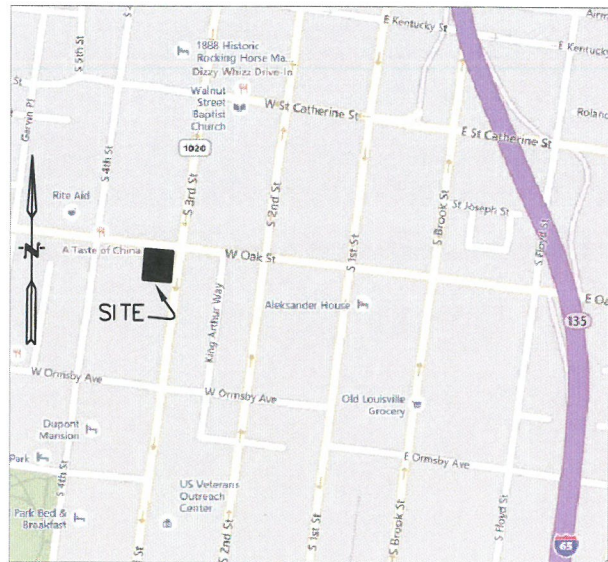 E Kentucky St
Airm
E Kentucky
S 5th St
S 4
1888 Historic
Rocking Horse Ma...
Dizzy Whizz Drive-In
Walnut
Street
Baptist
Church
St
W St Catherine St
E St Catherine St
Roland
Garvin Pl
S 4th St
1020
S 3rd St
S 2nd St
S 1st St
S Brook St
St Joseph St
S Floyd St
Rite Aid
A Taste of China
W Oak St
E Oa
N
SITE
King Arthur Way
Aleksander House
135
W Ormsby Ave
W Ormsby Ave
Old Louisville
Grocery
Dupont
Mansion
E Ormsby Ave
Park
S 4th St
US Veterans
Outreach
Center
Park Bed &
Breakfast
d St
S 2nd St
S 1st St
S Brook St
S Floyd St
65